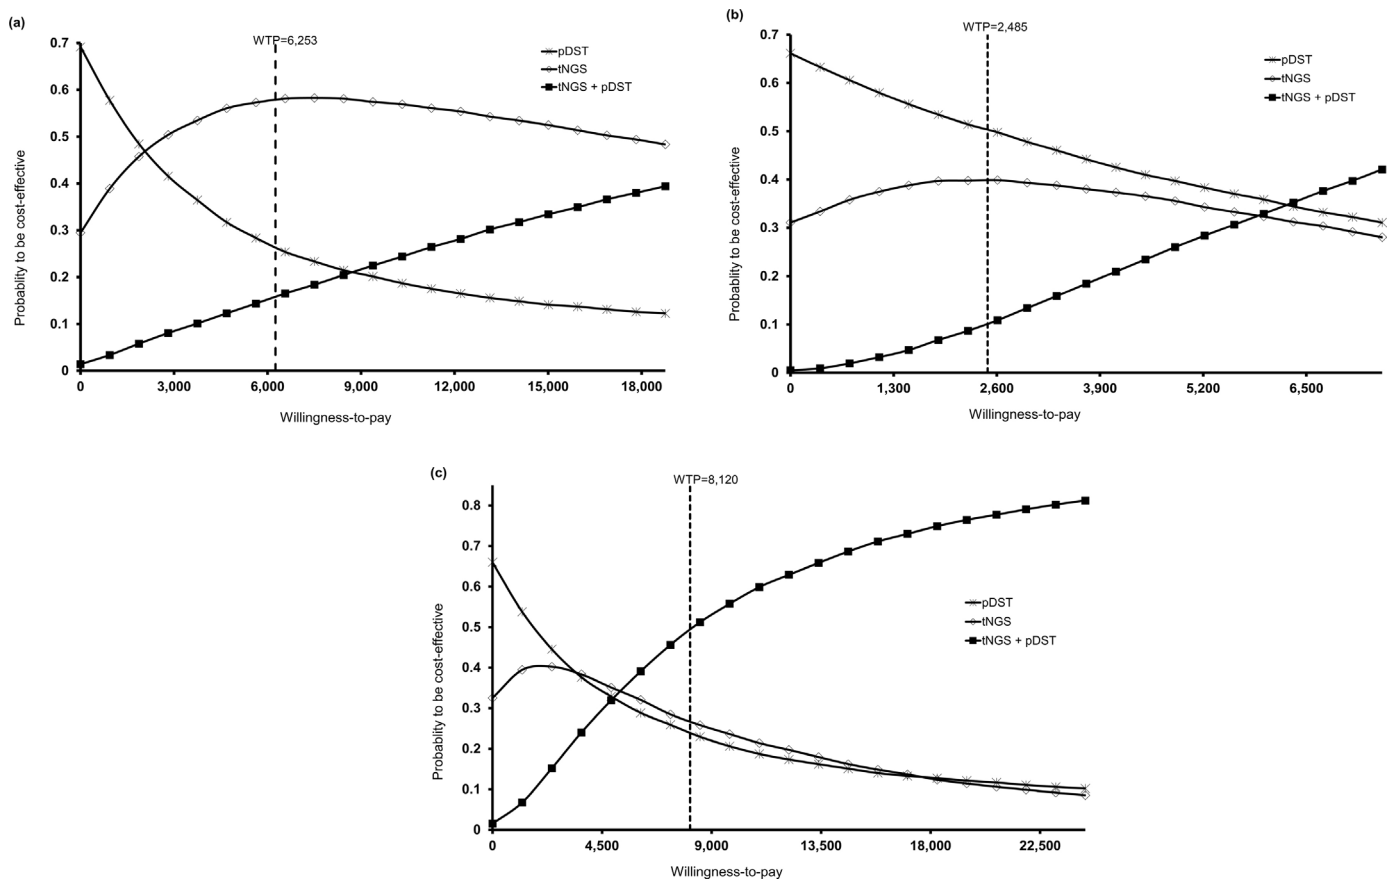 (a)
WTP=6,253
0.7
0.6
0.5
0.4
0.3
0.2
0.1
0
Probablity to be cost-effective
pDST
tNGS
tNGS + pDST
0 3,000 6,000 9,000 12,000 15,000 18,000
Willingness-to-pay
(b)
WTP=2,485
0.7
0.6
0.5
0.4
0.3
0.2
0.1
0
Probablity to be cost-effective
pDST
tNGS
tNGS + pDST
0 1,300 2,600 3,900 5,200 6,500
Willingness-to-pay
(c)
WTP=8,120
0.8
0.7
0.6
0.5
0.4
0.3
0.2
0.1
0
Probablity to be cost-effective
pDST
tNGS
tNGS + pDST
0 4,500 9,000 13,500 18,000 22,500
Willingness-to-pay